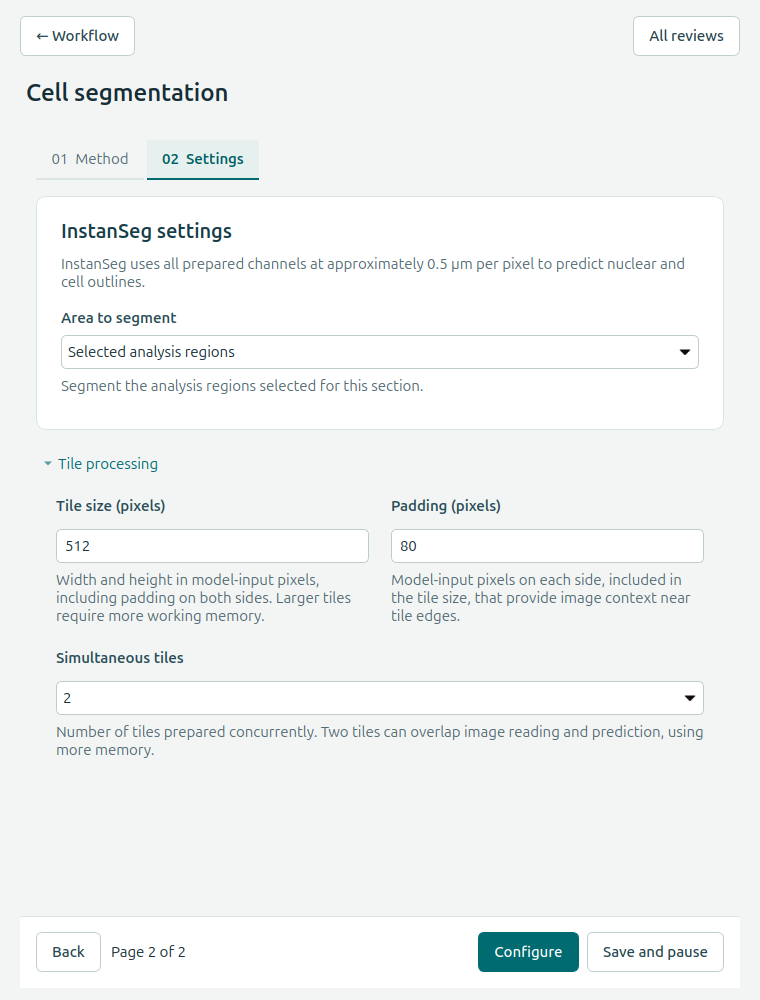 ← Workflow
All reviews
Cell segmentation
01 Method
02 Settings
InstanSeg settings
InstanSeg uses all prepared channels at approximately 0.5 µm per pixel to predict nuclear and
cell outlines.
Area to segment
Selected analysis regions
Segment the analysis regions selected for this section.
Tile processing
Tile size (pixels)
512
Width and height in model-input pixels,
including padding on both sides. Larger tiles
require more working memory.
Padding (pixels)
80
Model-input pixels on each side, included in
the tile size, that provide image context near
tile edges.
Simultaneous tiles
2
Number of tiles prepared concurrently. Two tiles can overlap image reading and prediction, using
more memory.
Back
Page 2 of 2
Configure
Save and pause